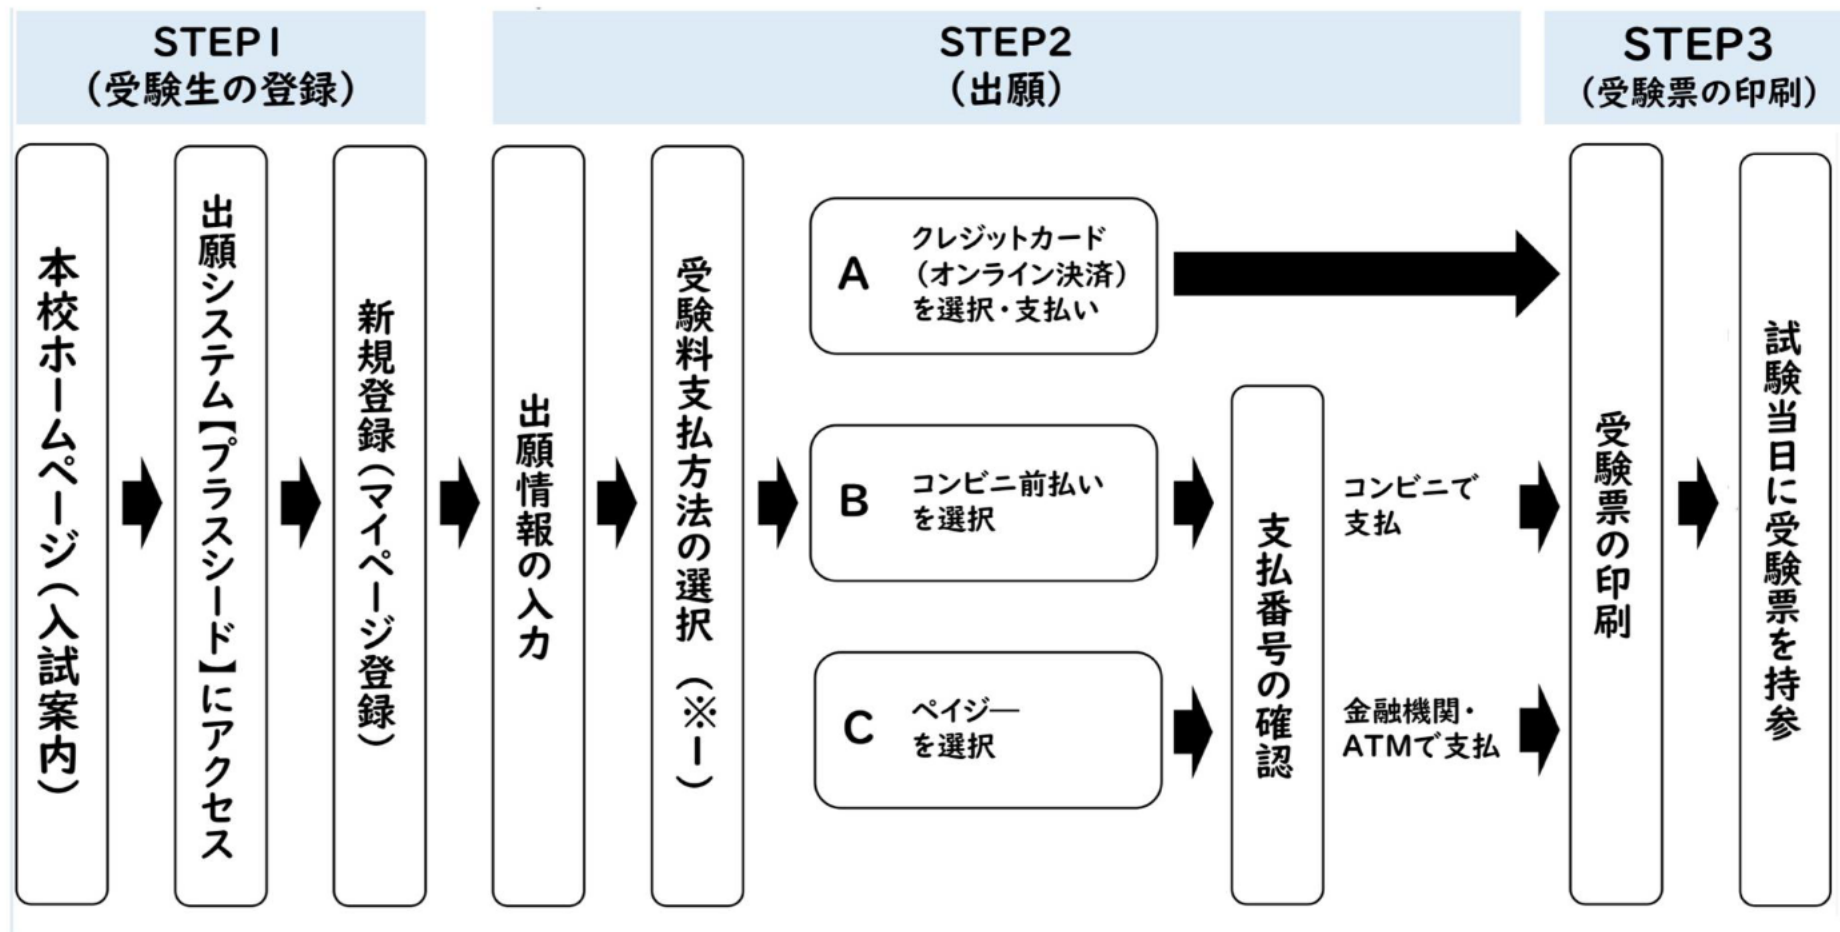 STEP1
（受験生の登録）
本校ホームページ（入試案内）
出願システム【プラスシード】にアクセス
新規登録（マイページ登録）
STEP2
（出願）
出願情報の入力
受験料支払方法の選択（※1）
A
クレジットカード
（オンライン決済）
を選択・支払い
B
コンビニ前払い
を選択
C
ペイジー
を選択
支払番号の確認
コンビニで
支払
金融機関・
ATMで支払
STEP3
（受験票の印刷）
受験票の印刷
試験当日に受験票を持参